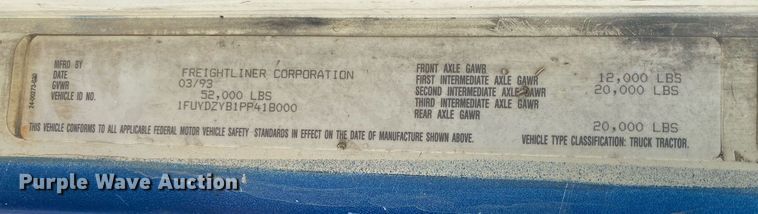 MFRD BY FREIGHTLINER CORPORATION
DATE 03/93
GVWR 52,000 LBS
VEHICLE ID NO. 1FUYDZYB1PP41B000
FRONT AXLE GAWR 12,000 LBS
FIRST INTERMEDIATE AXLE GAWR 20,000 LBS
SECOND INTERMEDIATE AXLE GAWR
THIRD INTERMEDIATE AXLE GAWR
REAR AXLE GAWR 20,000 LBS
THIS VEHICLE CONFORMS TO ALL APPLICABLE FEDERAL MOTOR VEHICLE SAFETY STANDARDS IN EFFECT ON THE DATE OF MANUFACTURE SHOWN ABOVE.
VEHICLE TYPE CLASSIFICATION: TRUCK TRACTOR.
Purple Wave Auction